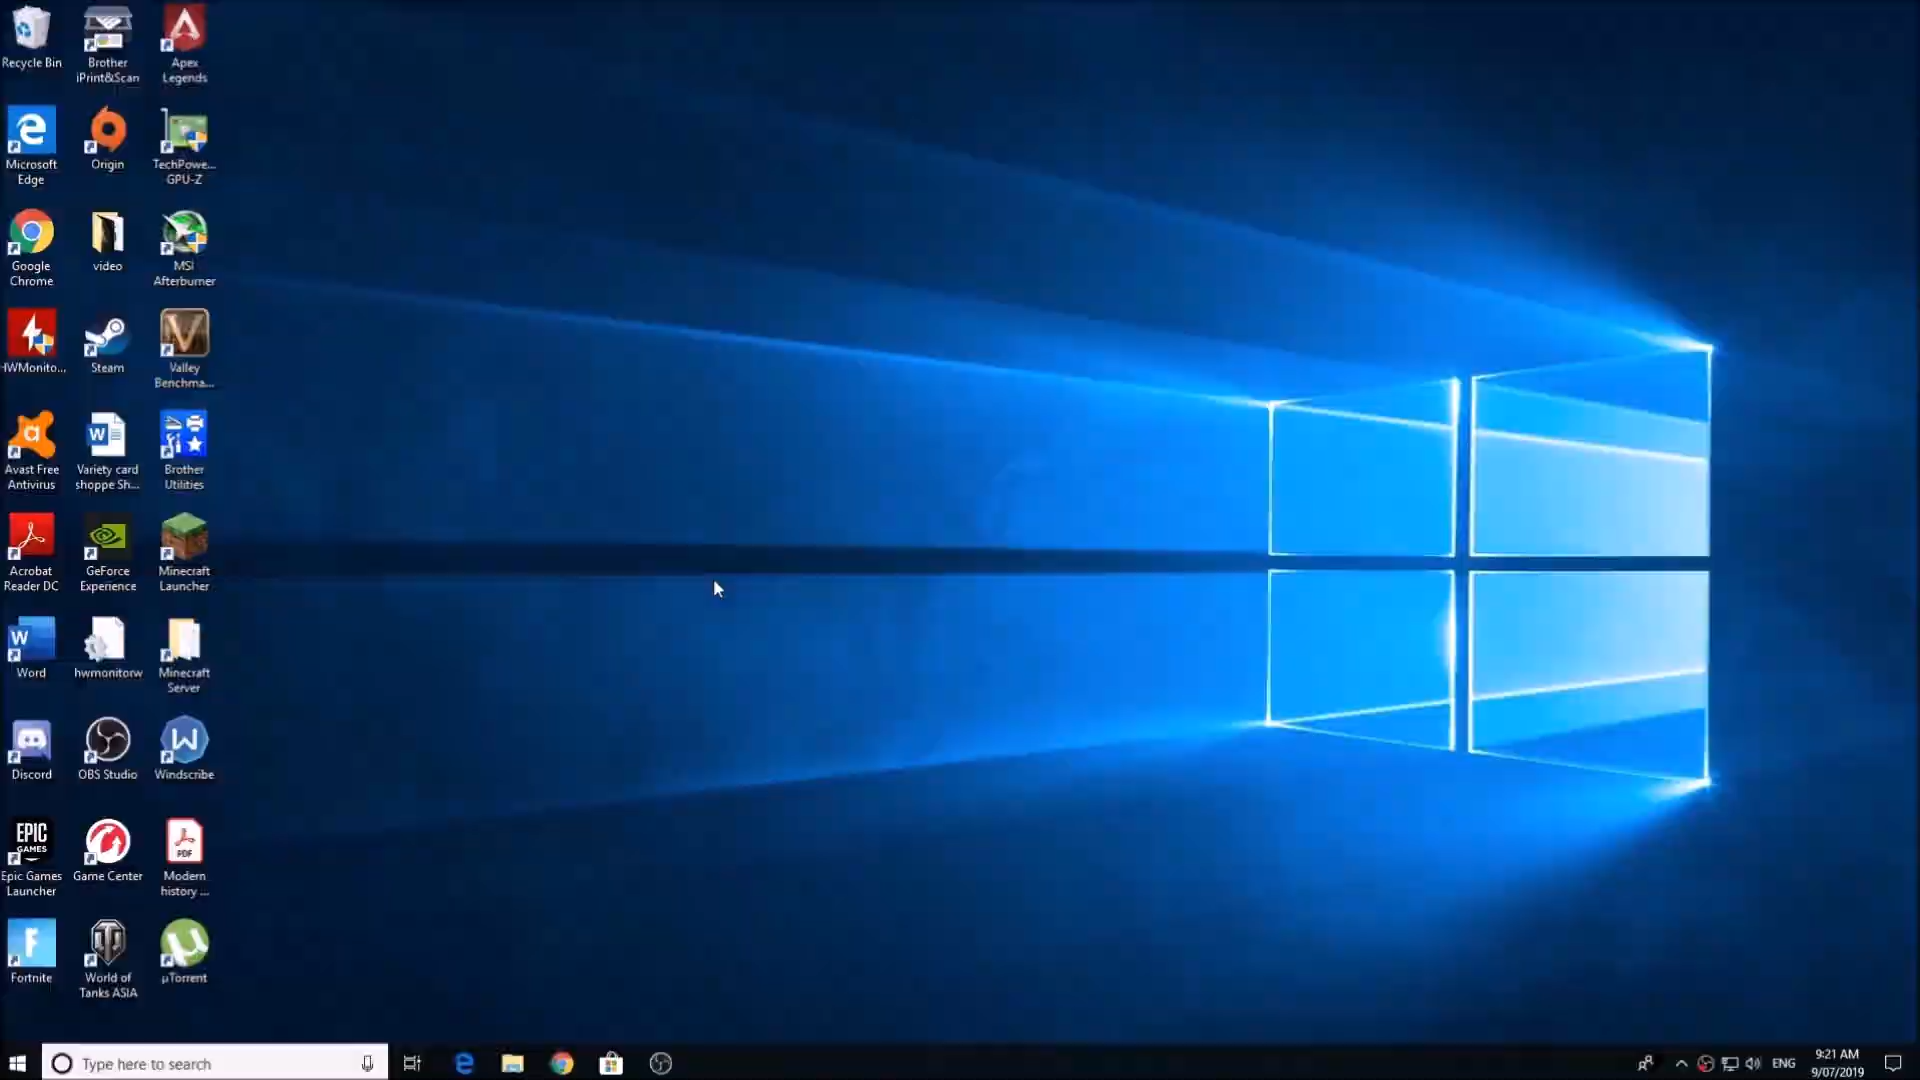 Recycle Bin
Brother
iPrint&Scan
Apex
Legends
Microsoft
Edge
Origin
TechPowe...
GPU-Z
Google
Chrome
video
MSI
Afterburner
HWMonito...
Steam
Valley
Benchma...
Avast Free
Antivirus
Variety card
shoppe Sh...
Brother
Utilities
Acrobat
Reader DC
GeForce
Experience
Minecraft
Launcher
Word
hwmonitorw
Minecraft
Server
Discord
OBS Studio
Windscribe
EPIC
GAMES
Epic Games
Launcher
Game Center
PDF
Modern
history ...
Fortnite
World of
Tanks ASIA
µTorrent
Type here to search
ENG
9:21 AM
9/07/2019